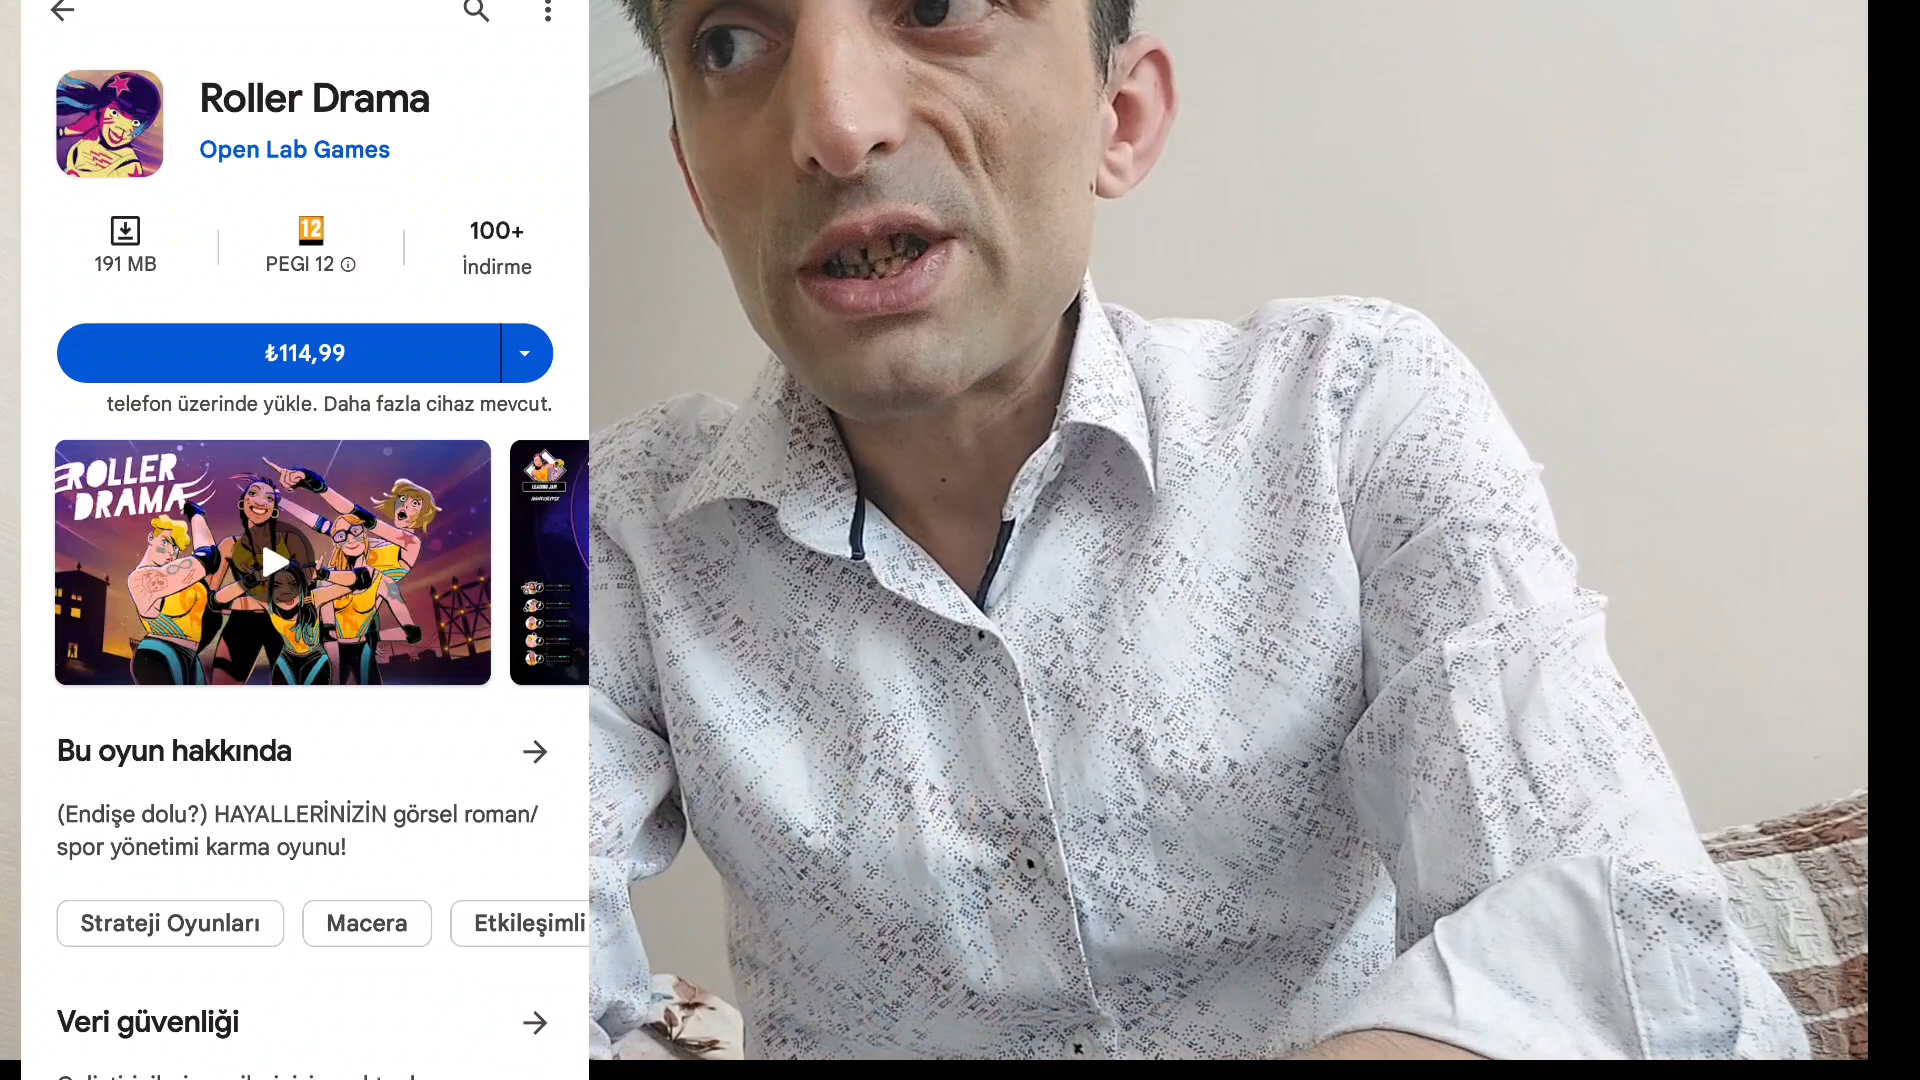 Roller Drama
Open Lab Games
191 MB
12
PEGI 12
100+
İndirme
₺114,99
telefon üzerinde yükle. Daha fazla cihaz mevcut.
ROLLER
DRAMA
LEADING JAM
Bu oyun hakkında
(Endişe dolu?) HAYALLERİNİZİN görsel roman/
spor yönetimi karma oyunu!
Strateji Oyunları
Macera
Etkileşimli
Veri güvenliği